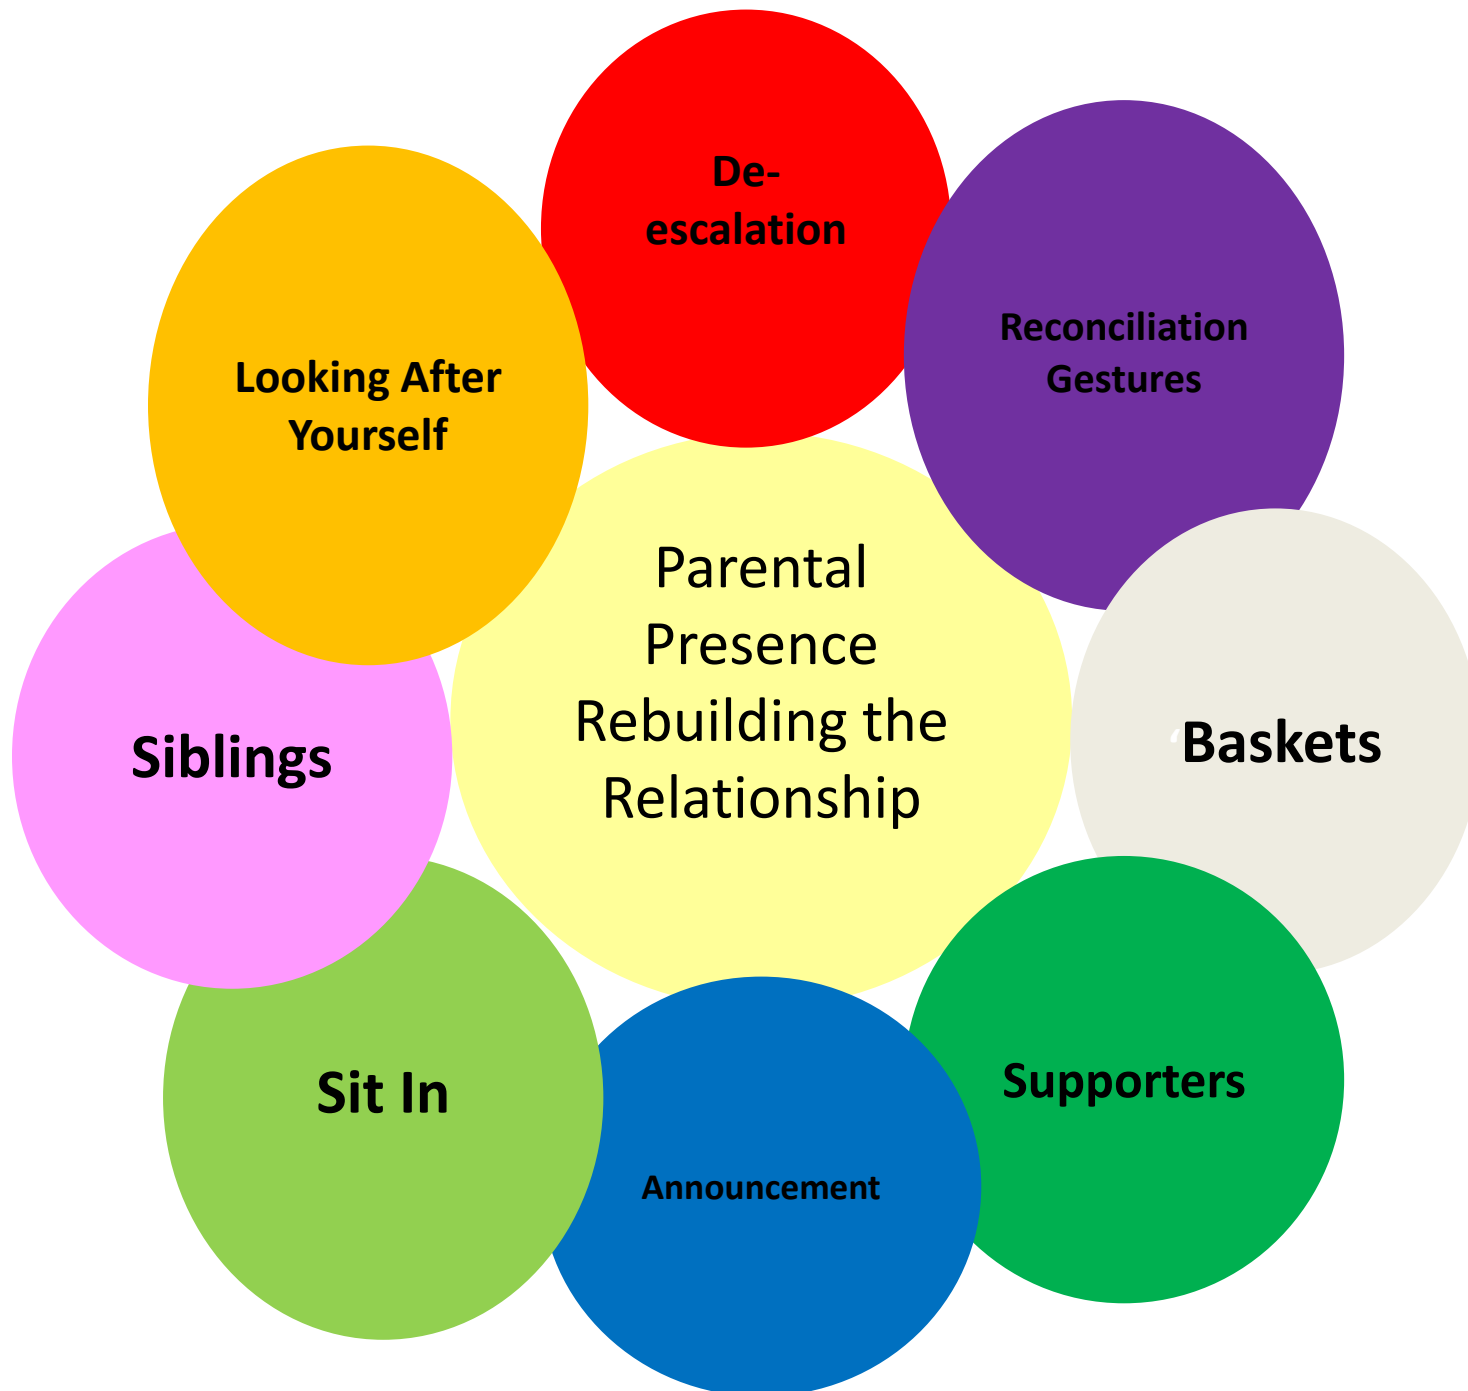 De-
escalation
Reconciliation
Gestures
Looking After
Yourself
Parental
Presence
Rebuilding the
Relationship
‘Baskets
Siblings
Supporters
Sit In
Announcement